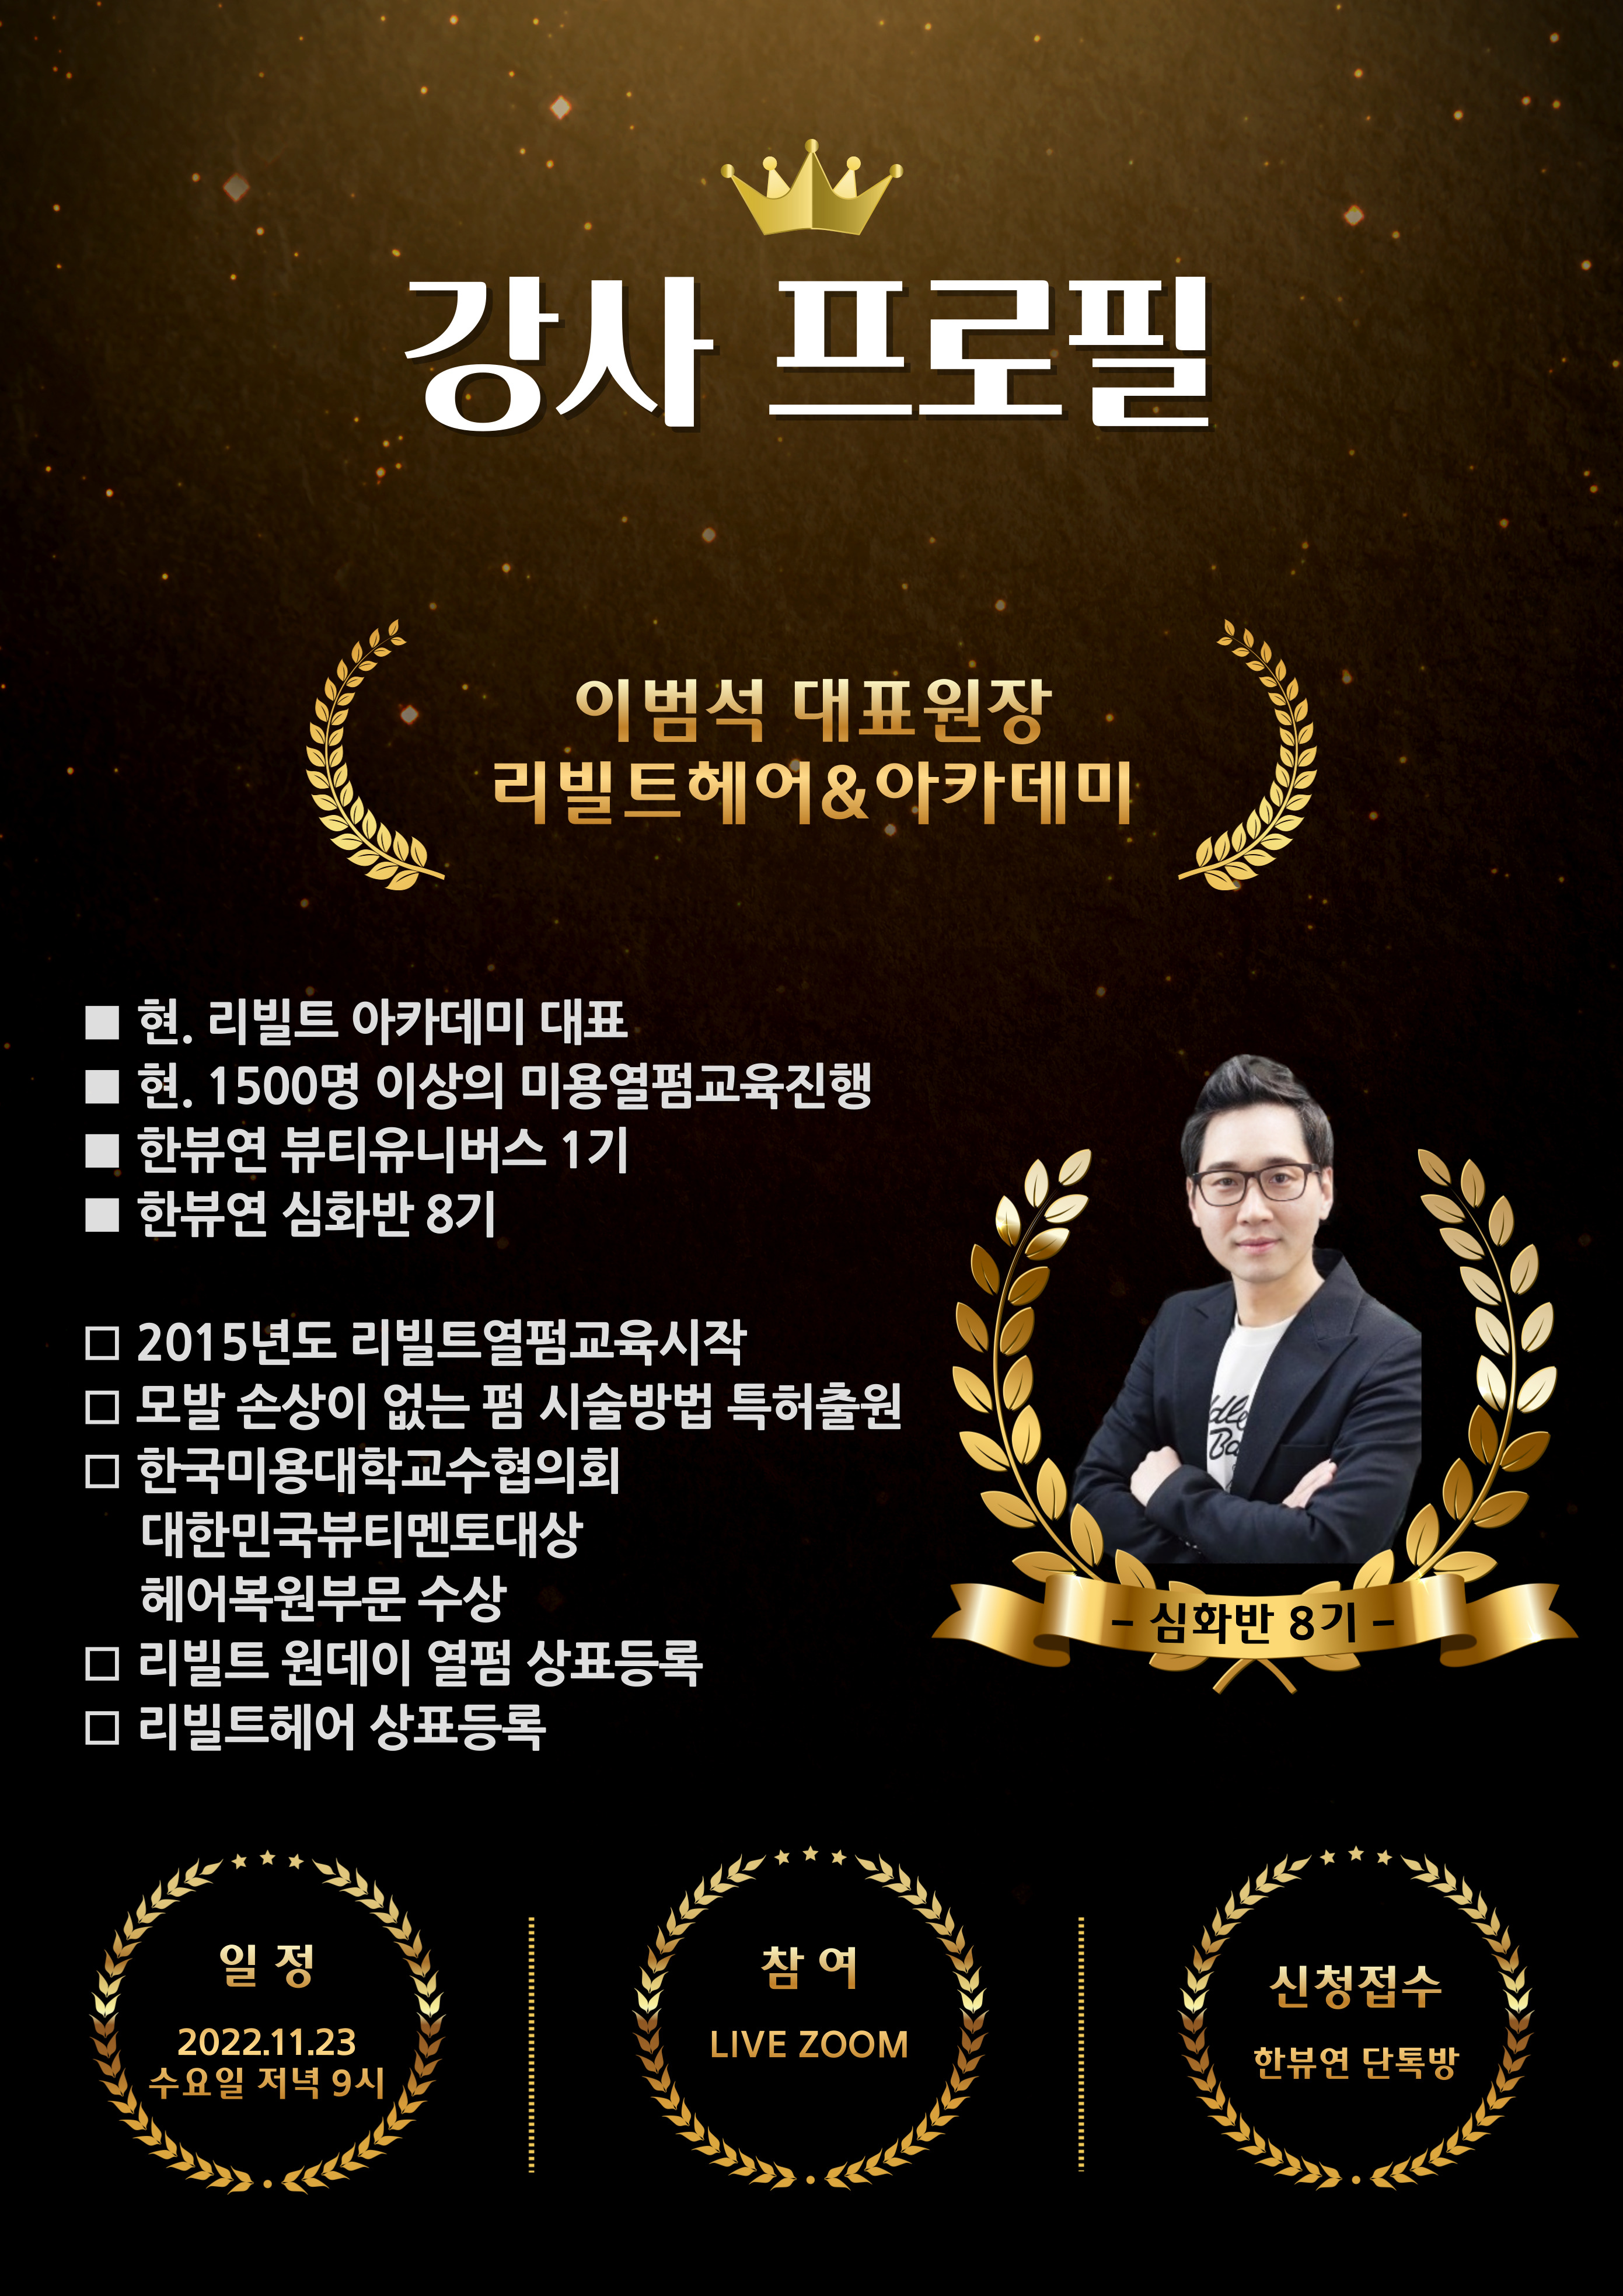 강사 프로필
이범석 대표원장
리빌트헤어&아카데미
■ 현. 리빌트 아카데미 대표
■ 현. 1500명 이상의 미용열펌교육진행
■ 한뷰연 뷰티유니버스 1기
■ 한뷰연 심화반 8기
□ 2015년도 리빌트열펌교육시작
□ 모발 손상이 없는 펌 시술방법 특허출원
□ 한국미용대학교수협의회
대한민국뷰티멘토대상
헤어복원부문 수상
□ 리빌트 원데이 열펌 상표등록
□ 리빌트헤어 상표등록
- 심화반 8기 -
일 정
2022.11.23
수요일 저녁 9시
참 여
LIVE ZOOM
신청접수
한뷰연 단톡방